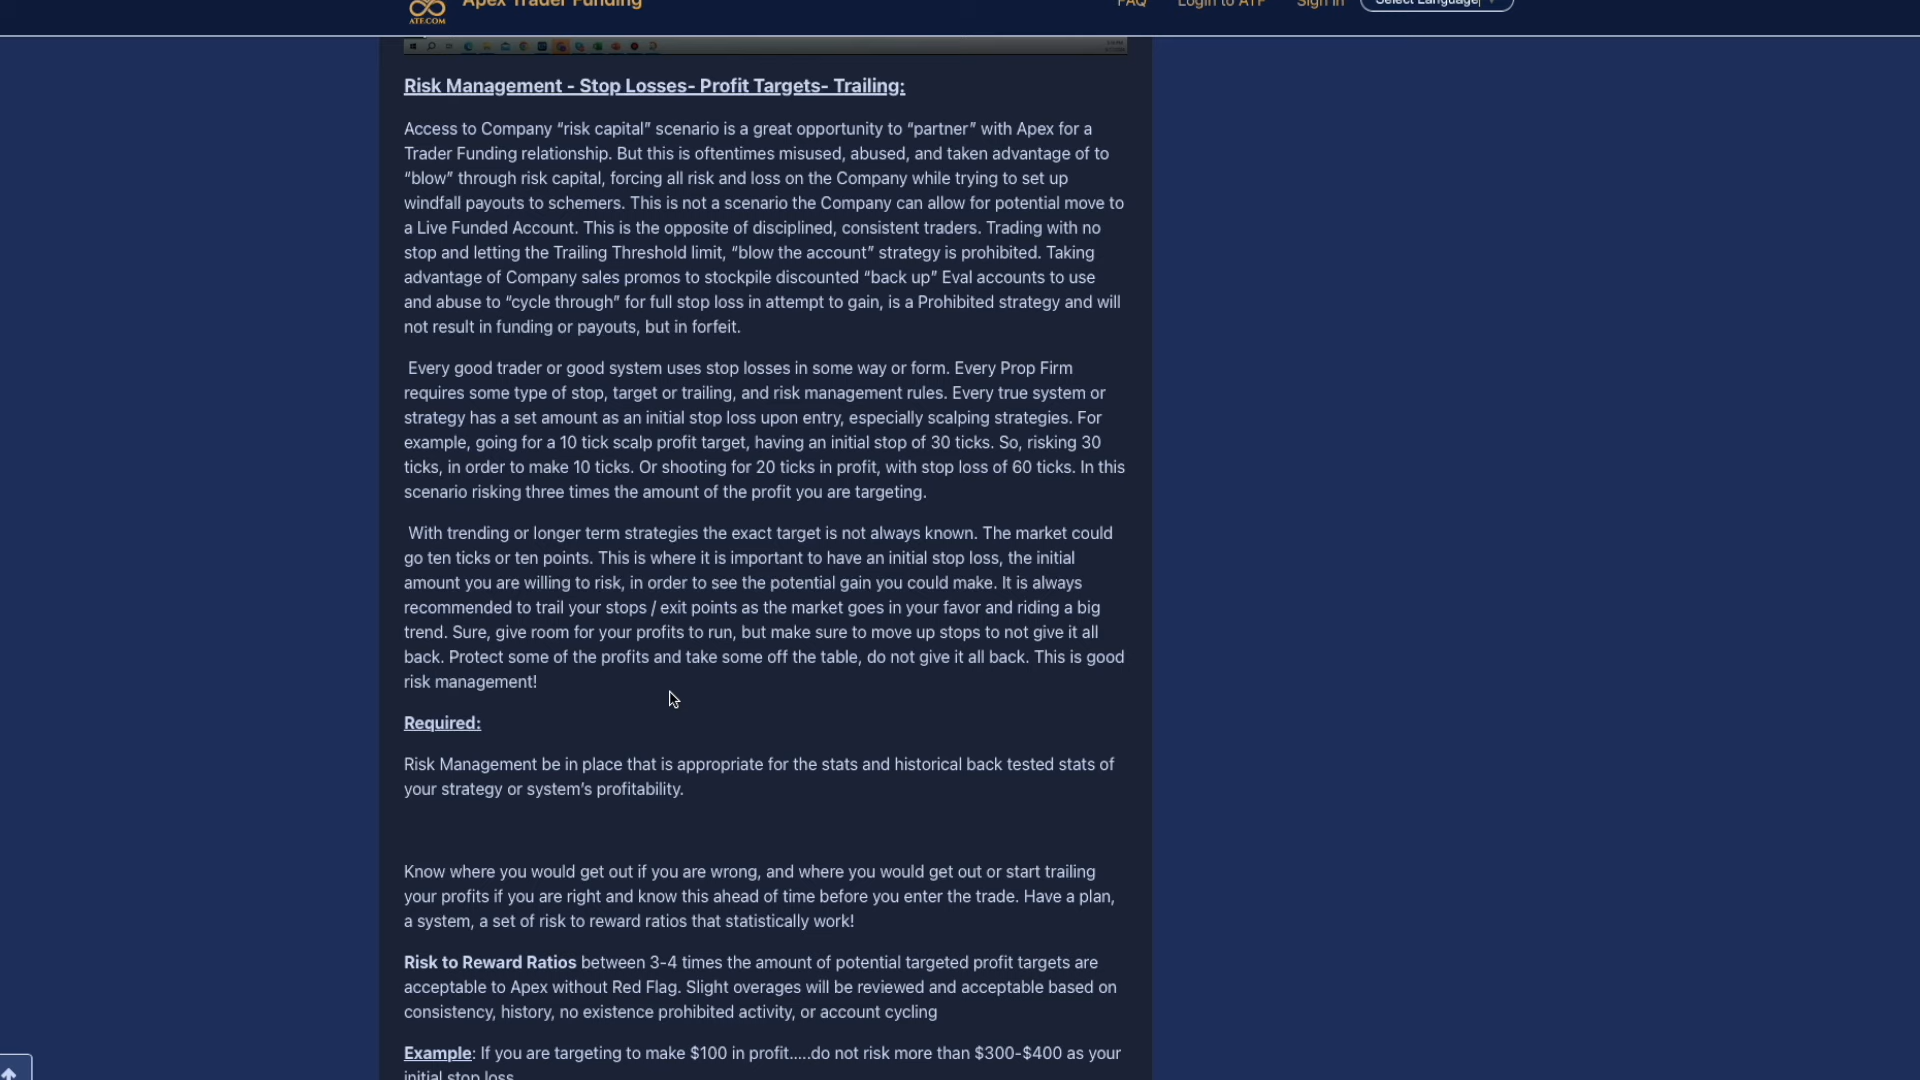 ATF.COM
Apex Trader Funding
FAQ
Login to ATF
Sign In
Select Language
Risk Management - Stop Losses- Profit Targets- Trailing:
Access to Company “risk capital” scenario is a great opportunity to “partner” with Apex for a
Trader Funding relationship. But this is oftentimes misused, abused, and taken advantage of to
“blow” through risk capital, forcing all risk and loss on the Company while trying to set up
windfall payouts to schemers. This is not a scenario the Company can allow for potential move to
a Live Funded Account. This is the opposite of disciplined, consistent traders. Trading with no
stop and letting the Trailing Threshold limit, “blow the account” strategy is prohibited. Taking
advantage of Company sales promos to stockpile discounted “back up” Eval accounts to use
and abuse to “cycle through” for full stop loss in attempt to gain, is a Prohibited strategy and will
not result in funding or payouts, but in forfeit.
Every good trader or good system uses stop losses in some way or form. Every Prop Firm
requires some type of stop, target or trailing, and risk management rules. Every true system or
strategy has a set amount as an initial stop loss upon entry, especially scalping strategies. For
example, going for a 10 tick scalp profit target, having an initial stop of 30 ticks. So, risking 30
ticks, in order to make 10 ticks. Or shooting for 20 ticks in profit, with stop loss of 60 ticks. In this
scenario risking three times the amount of the profit you are targeting.
With trending or longer term strategies the exact target is not always known. The market could
go ten ticks or ten points. This is where it is important to have an initial stop loss, the initial
amount you are willing to risk, in order to see the potential gain you could make. It is always
recommended to trail your stops / exit points as the market goes in your favor and riding a big
trend. Sure, give room for your profits to run, but make sure to move up stops to not give it all
back. Protect some of the profits and take some off the table, do not give it all back. This is good
risk management!
Required:
Risk Management be in place that is appropriate for the stats and historical back tested stats of
your strategy or system’s profitability.
Know where you would get out if you are wrong, and where you would get out or start trailing
your profits if you are right and know this ahead of time before you enter the trade. Have a plan,
a system, a set of risk to reward ratios that statistically work!
Risk to Reward Ratios between 3-4 times the amount of potential targeted profit targets are
acceptable to Apex without Red Flag. Slight overages will be reviewed and acceptable based on
consistency, history, no existence prohibited activity, or account cycling
Example: If you are targeting to make $100 in profit.....do not risk more than $300-$400 as your
initial stop loss